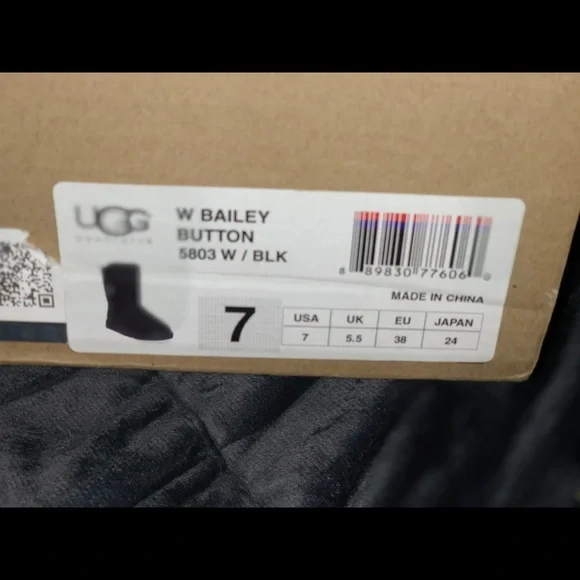 UGG
W BAILEY
BUTTON
5803 W / BLK
8 89830 77606 0
MADE IN CHINA
7
USA UK EU JAPAN
7 5.5 38 24